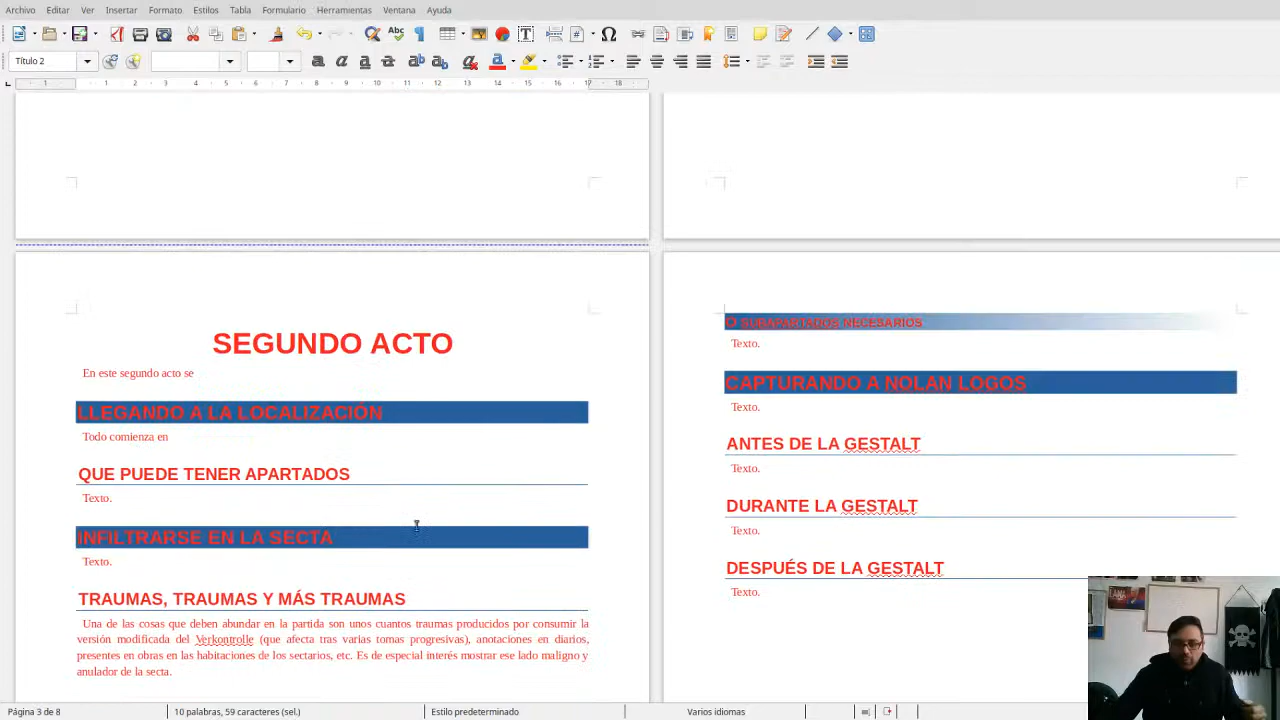 Archivo Editar Ver Insertar Formato Estilos Tabla Formulario Herramientas Ventana Ayuda
Título 2
SEGUNDO ACTO
En este segundo acto se
LLEGANDO A LA LOCALIZACIÓN
Todo comienza en
QUE PUEDE TENER APARTADOS
Texto.
INFILTRARSE EN LA SECTA
Texto.
TRAUMAS, TRAUMAS Y MÁS TRAUMAS
Una de las cosas que deben abundar en la partida son unos cuantos traumas producidos por consumir la
versión modificada del Verkontrolle (que afecta tras varias tomas progresivas), anotaciones en diarios,
presentes en obras en las habitaciones de los sectarios, etc. Es de especial interés mostrar ese lado maligno y
anulador de la secta.
O SUBAPARTADOS NECESARIOS
Texto.
CAPTURANDO A NOLAN LOGOS
Texto.
ANTES DE LA GESTALT
Texto.
DURANTE LA GESTALT
Texto.
DESPUÉS DE LA GESTALT
Texto.
Página 3 de 8 10 palabras, 59 caracteres (sel.) Estilo predeterminado Varios idiomas